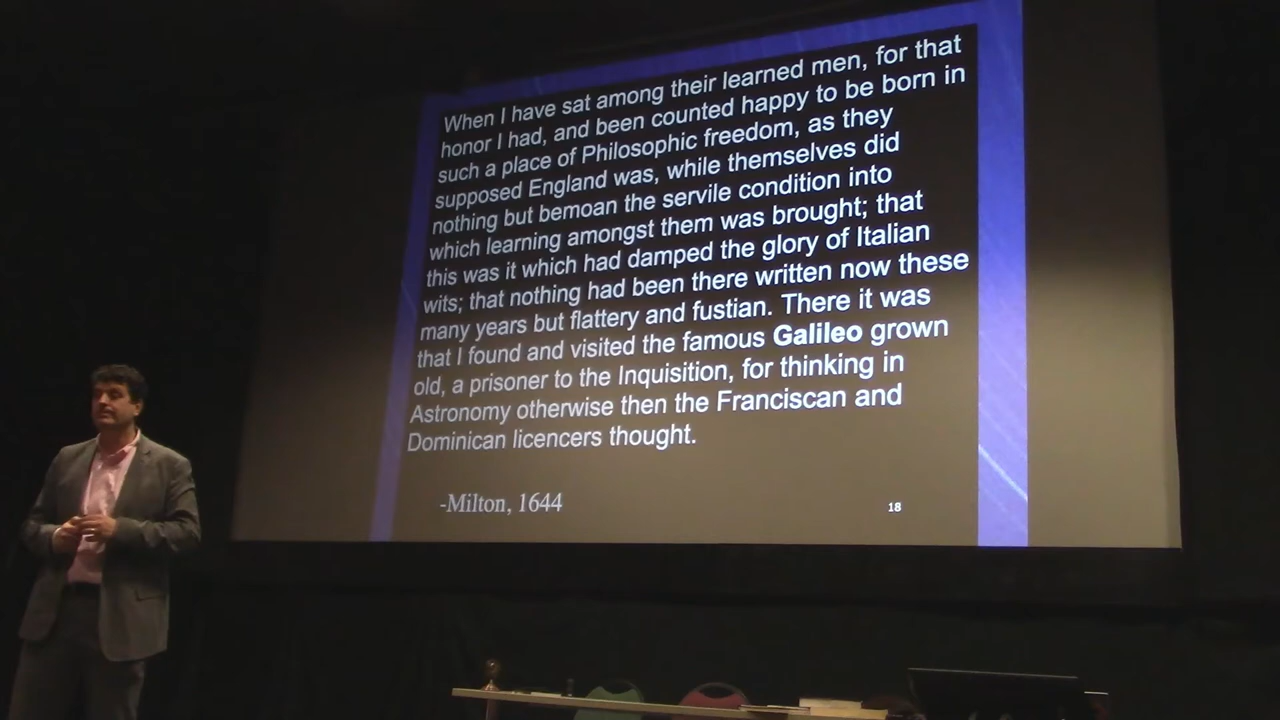 When I have sat among their learned men, for that
honor I had, and been counted happy to be born in
such a place of Philosophic freedom, as they
supposed England was, while themselves did
nothing but bemoan the servile condition into
which learning amongst them was brought; that
this was it which had damped the glory of Italian
wits; that nothing had been there written now these
many years but flattery and fustian. There it was
that I found and visited the famous Galileo grown
old, a prisoner to the Inquisition, for thinking in
Astronomy otherwise then the Franciscan and
Dominican licencers thought.
-Milton, 1644
18